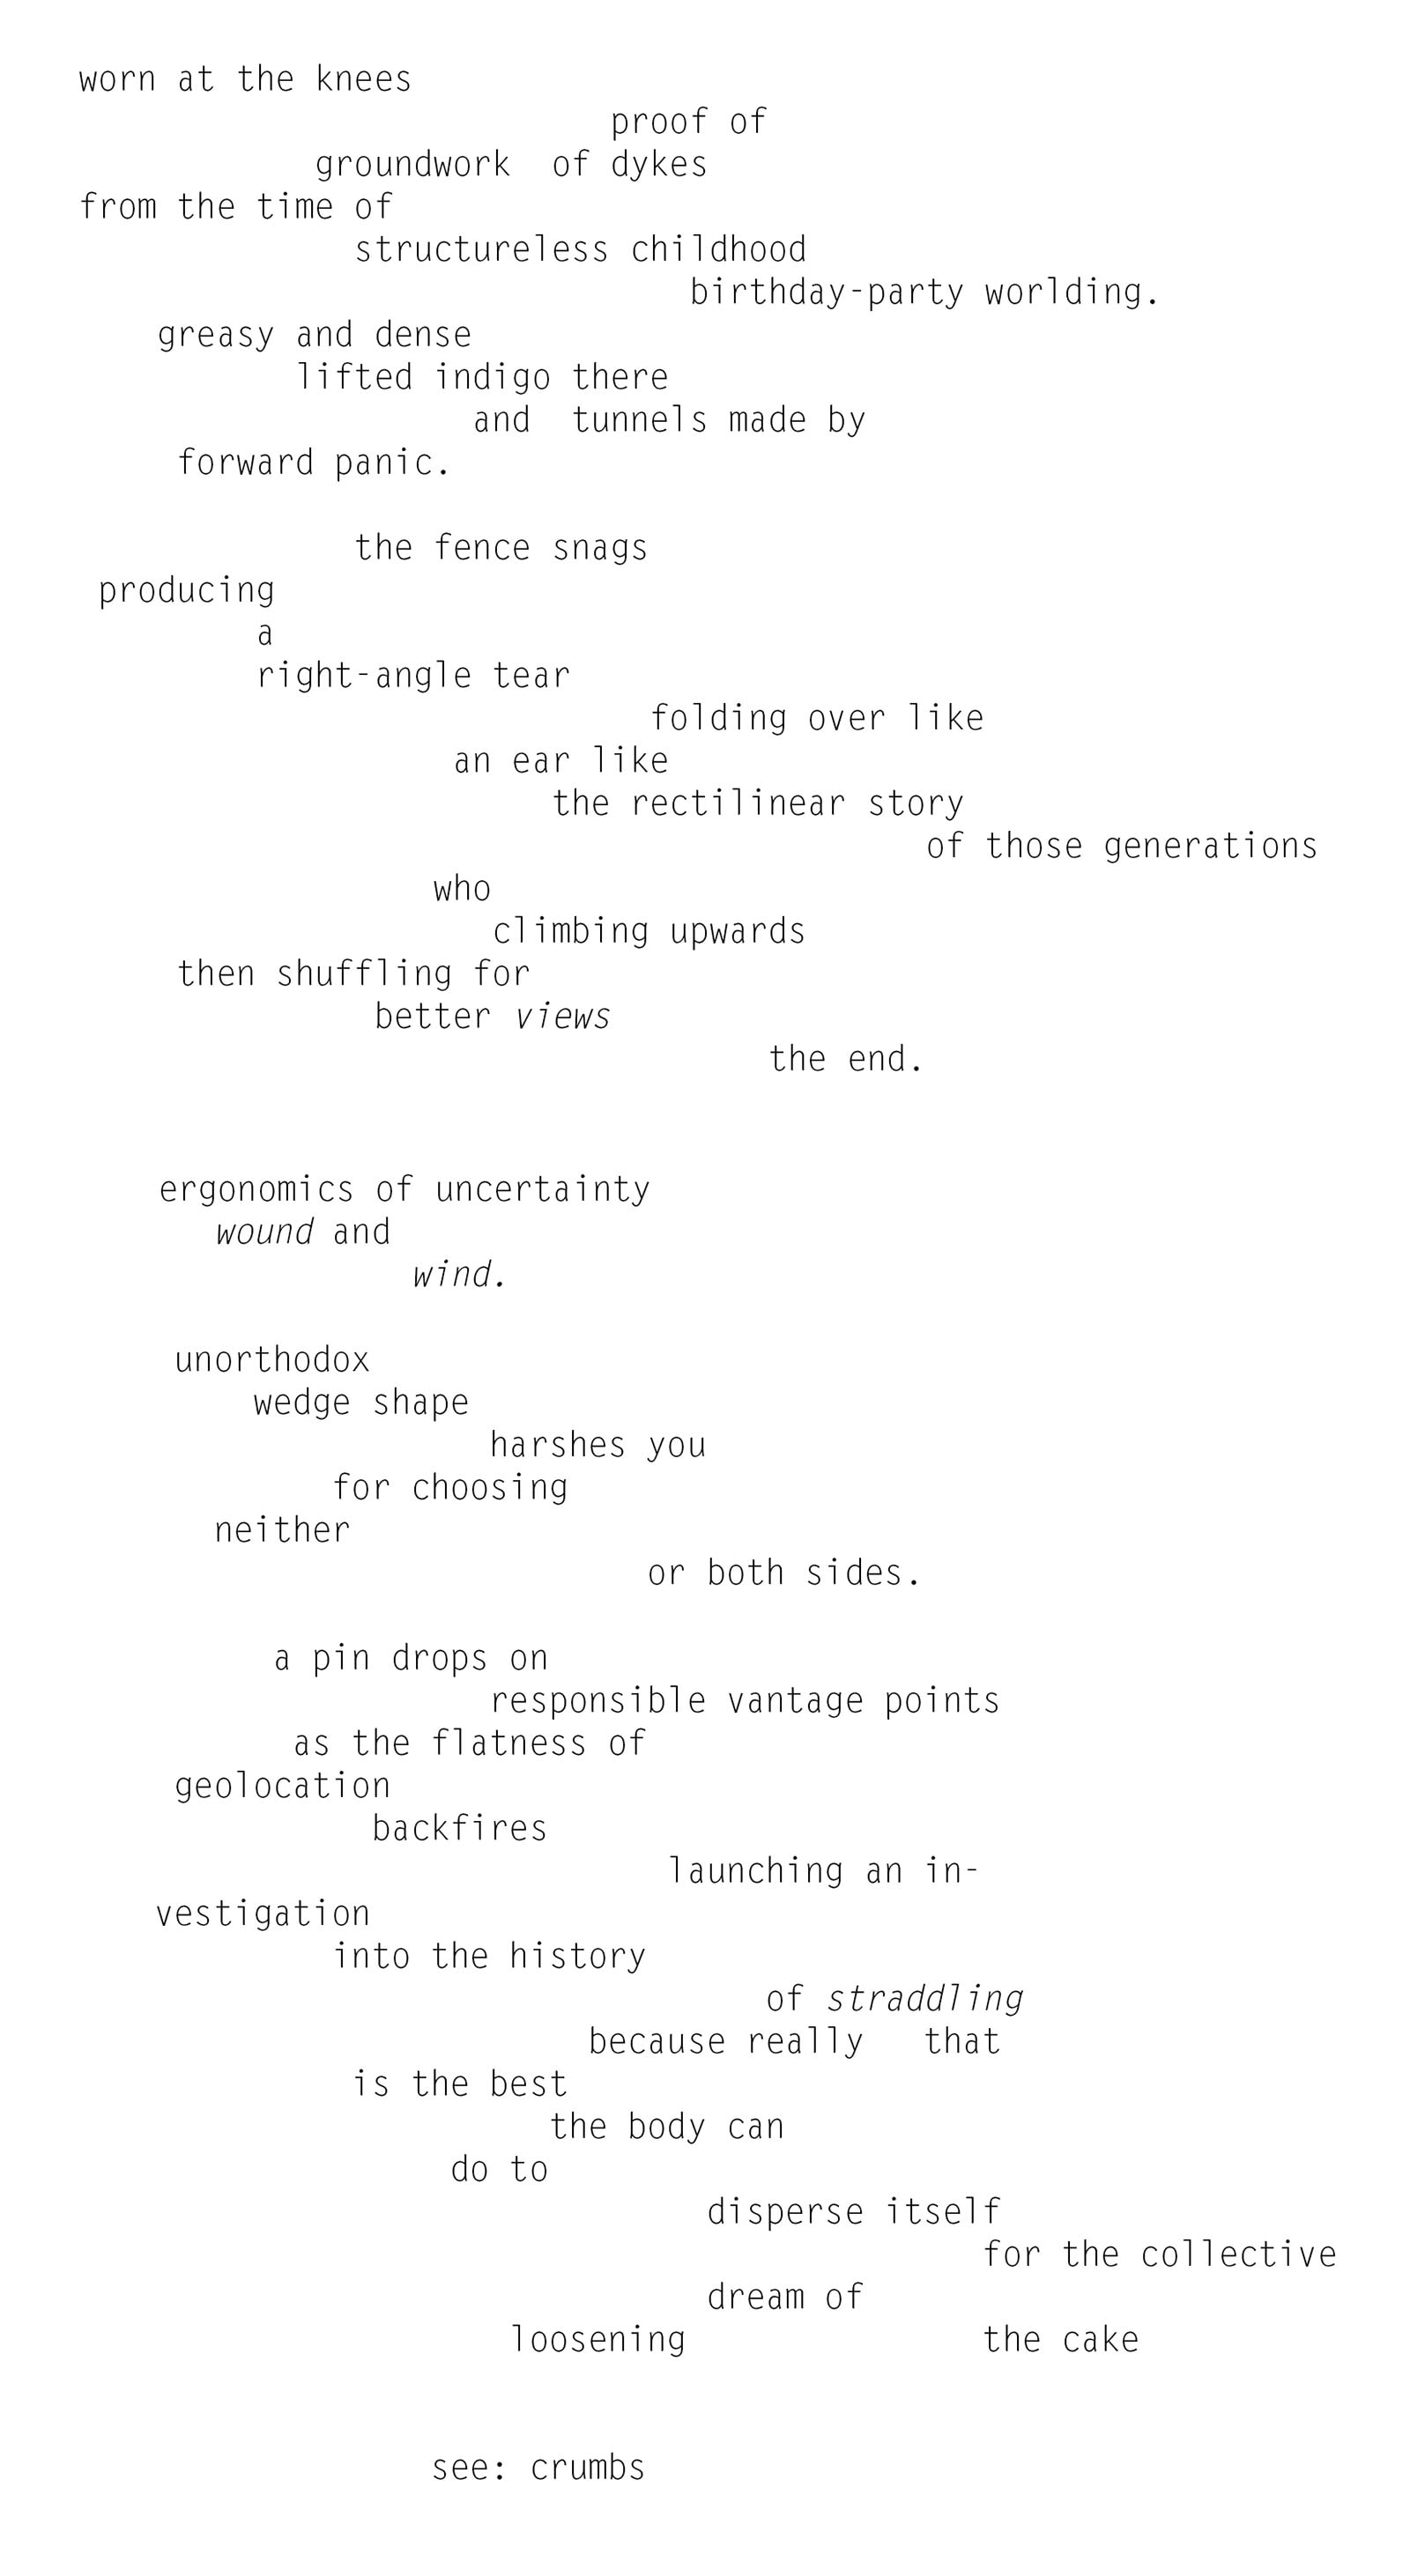 worn at the knees
proof of
groundwork  of dykes
from the time of
structureless childhood
birthday-party worlding.
greasy and dense
lifted indigo there
and  tunnels made by
forward panic.
the fence snags
producing
a
right-angle tear
folding over like
an ear like
the rectilinear story
of those generations
who
climbing upwards
then shuffling for
better views
the end.
ergonomics of uncertainty
wound and
wind.
unorthodox
wedge shape
harshes you
for choosing
neither
or both sides.
a pin drops on
responsible vantage points
as the flatness of
geolocation
backfires
launching an in-
vestigation
into the history
of straddling
because really   that
is the best
the body can
do to
disperse itself
for the collective
dream of
loosening               the cake
see: crumbs